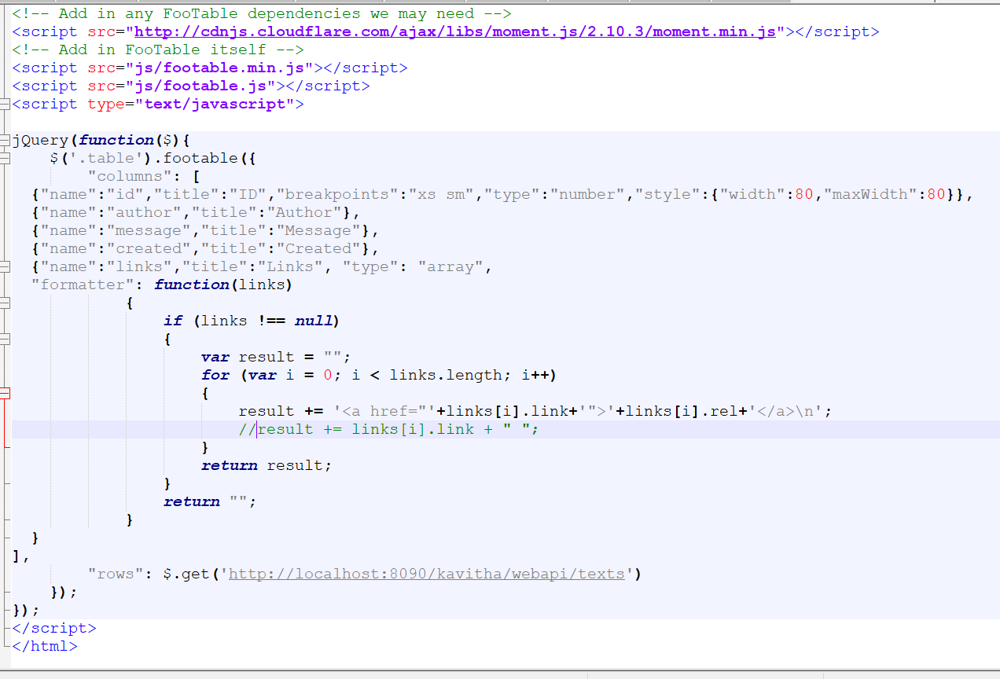 <!-- Add in any FooTable dependencies we may need -->
<script src="http://cdnjs.cloudflare.com/ajax/libs/moment.js/2.10.3/moment.min.js"></script>
<!-- Add in FooTable itself -->
<script src="js/footable.min.js"></script>
<script src="js/footable.js"></script>
<script type="text/javascript">

jQuery(function($){
    $('.table').footable({
        "columns": [
  {"name":"id","title":"ID","breakpoints":"xs sm","type":"number","style":{"width":80,"maxWidth":80}},
  {"name":"author","title":"Author"},
  {"name":"message","title":"Message"},
  {"name":"created","title":"Created"},
  {"name":"links","title":"Links", "type": "array",
  "formatter": function(links)
            {
                if (links !== null)
                {
                    var result = "";
                    for (var i = 0; i < links.length; i++)
                    {
                        result += '<a href="'+links[i].link+'">'+links[i].rel+'</a>\n';
                        //result += links[i].link + " ";
                    }
                    return result;
                }
                return "";
            }
  }
],
        "rows": $.get('http://localhost:8090/kavitha/webapi/texts')
    });
});
</script>
</html>